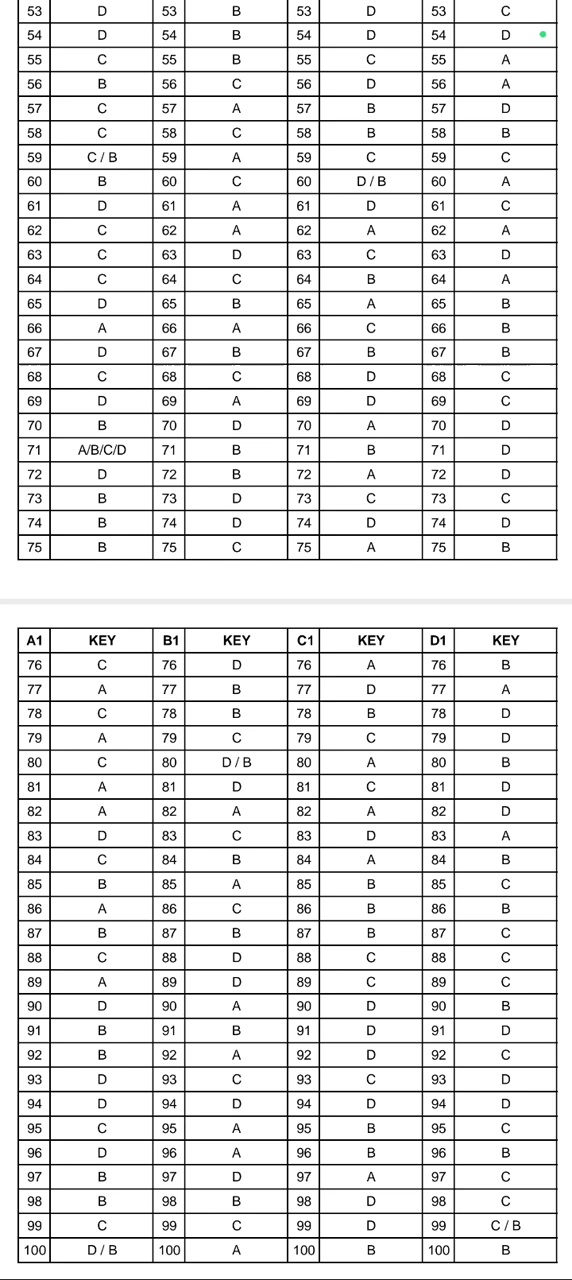 53 D 53 B 53 D 53 C
54 D 54 B 54 D 54 D
55 C 55 B 55 C 55 A
56 B 56 C 56 D 56 A
57 C 57 A 57 B 57 D
58 C 58 C 58 B 58 B
59 C / B 59 A 59 C 59 C
60 B 60 C 60 D / B 60 A
61 D 61 A 61 D 61 C
62 C 62 A 62 A 62 A
63 C 63 D 63 C 63 D
64 C 64 C 64 B 64 A
65 D 65 B 65 A 65 B
66 A 66 A 66 C 66 B
67 D 67 B 67 B 67 B
68 C 68 C 68 D 68 C
69 D 69 A 69 D 69 C
70 B 70 D 70 A 70 D
71 A/B/C/D 71 B 71 B 71 D
72 D 72 B 72 A 72 D
73 B 73 D 73 C 73 C
74 B 74 D 74 D 74 D
75 B 75 C 75 A 75 B
A1 KEY B1 KEY C1 KEY D1 KEY
76 C 76 D 76 A 76 B
77 A 77 B 77 D 77 A
78 C 78 B 78 B 78 D
79 A 79 C 79 C 79 D
80 C 80 D / B 80 A 80 B
81 A 81 D 81 C 81 D
82 A 82 A 82 A 82 D
83 D 83 C 83 D 83 A
84 C 84 B 84 A 84 B
85 B 85 A 85 B 85 C
86 A 86 C 86 B 86 B
87 B 87 B 87 B 87 C
88 C 88 D 88 C 88 C
89 A 89 D 89 C 89 C
90 D 90 A 90 D 90 B
91 B 91 B 91 D 91 D
92 B 92 A 92 D 92 C
93 D 93 C 93 C 93 D
94 D 94 D 94 D 94 D
95 C 95 A 95 B 95 C
96 D 96 A 96 B 96 B
97 B 97 D 97 A 97 C
98 B 98 B 98 D 98 C
99 C 99 C 99 D 99 C / B
100 D / B 100 A 100 B 100 B